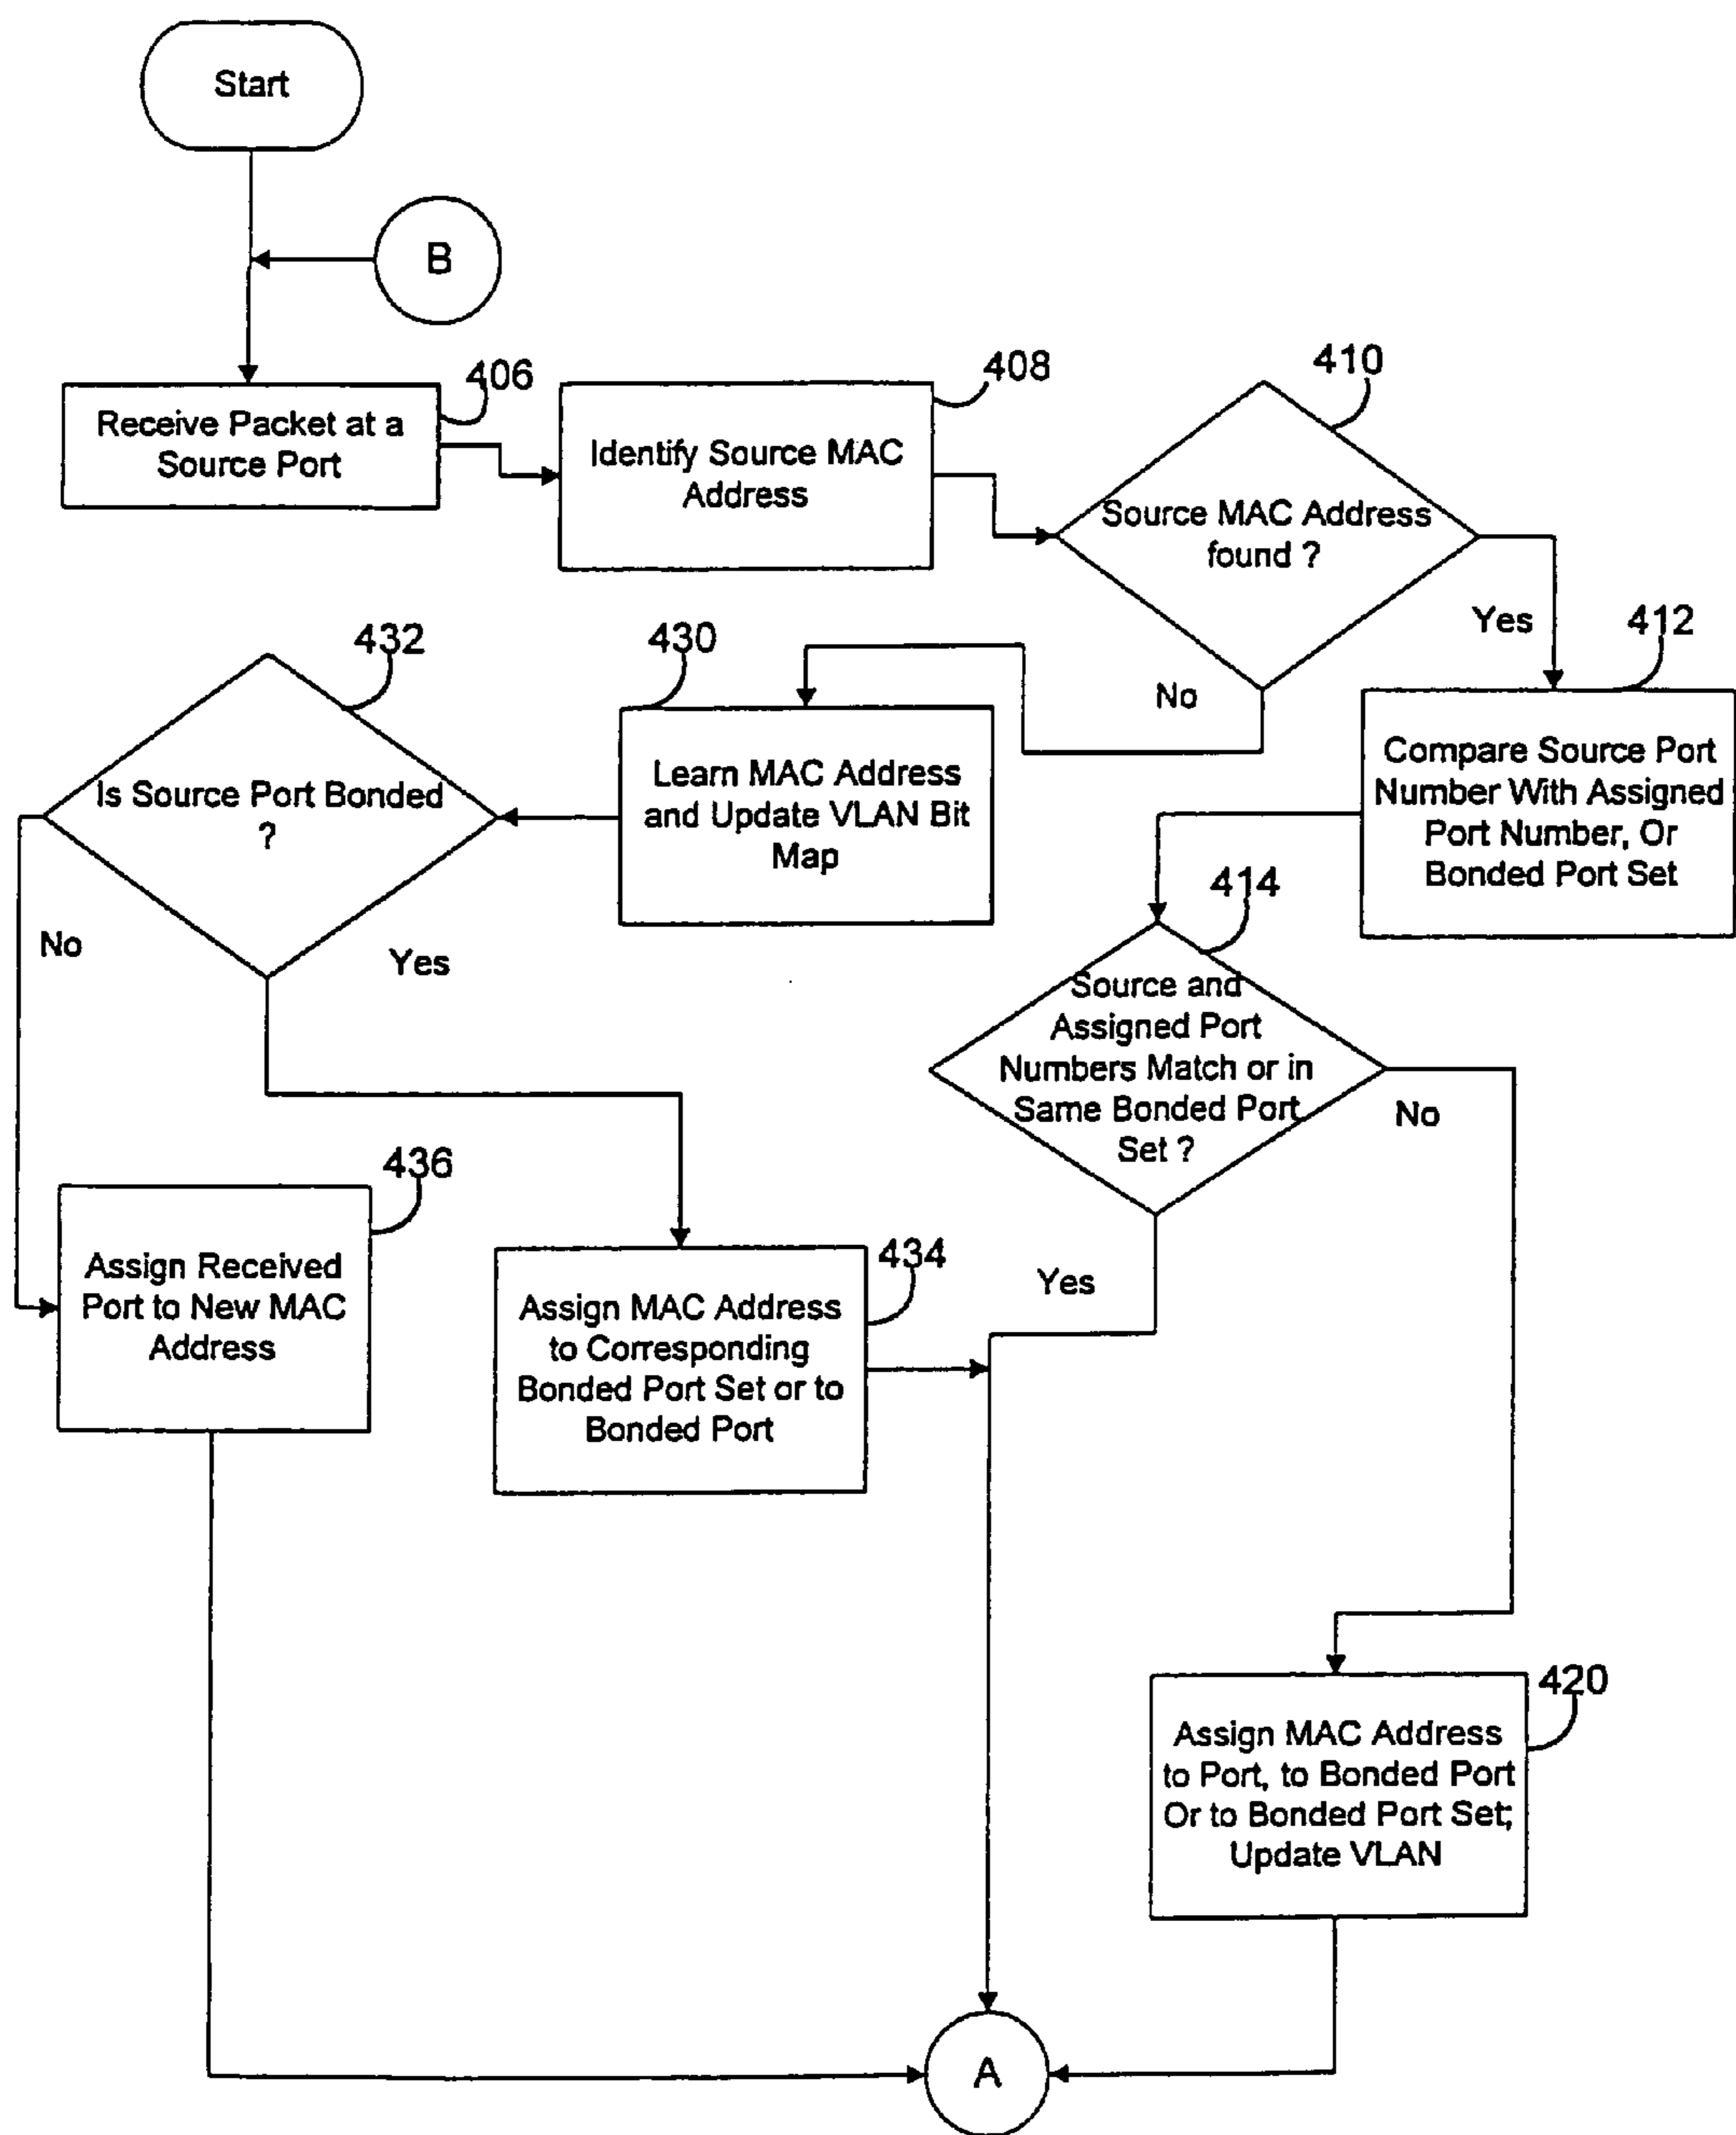 Start
B
406
Receive Packet at a
Source Port
408
Identify Source MAC
Address
410
Source MAC Address
found ?
Yes
No
412
Compare Source Port
Number With Assigned
Port Number, Or
Bonded Port Set
430
Learn MAC Address
and Update VLAN Bit
Map
432
Is Source Port Bonded
?
No
Yes
414
Source and
Assigned Port
Numbers Match or in
Same Bonded Port
Set ?
No
Yes
436
Assign Received
Port to New MAC
Address
434
Assign MAC Address
to Corresponding
Bonded Port Set or to
Bonded Port
420
Assign MAC Address
to Port, to Bonded Port
Or to Bonded Port Set;
Update VLAN
A